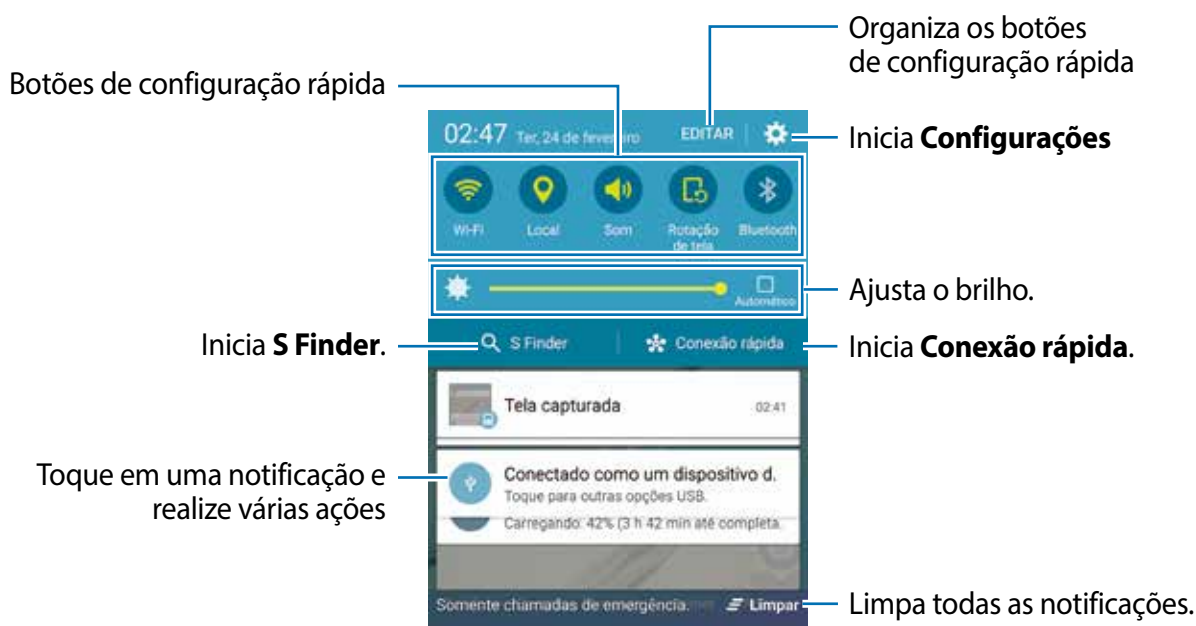 Organiza os botões
de configuração rápida
Botões de configuração rápida
02:47 Ter, 24 de fevereiro EDITAR
Inicia Configurações
Wi-Fi Local Som Rotação de tela Bluetooth
Ajusta o brilho.
Automático
Inicia S Finder.
S Finder Conexão rápida
Inicia Conexão rápida.
Tela capturada 02:41
Toque em uma notificação e
realize várias ações
Conectado como um dispositivo d.
Toque para outras opções USB.
Carregando: 42% (3 h 42 min até completa
Somente chamadas de emergência. Limpar
Limpa todas as notificações.